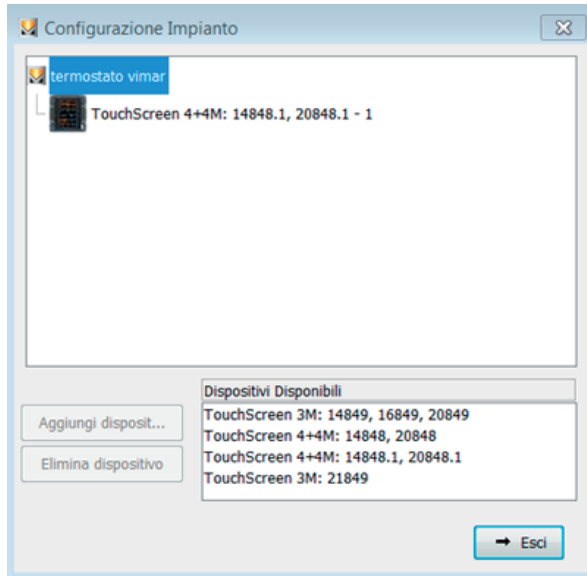 Configurazione Impianto
termostato vimar
TouchScreen 4+4M: 14848.1, 20848.1 - 1
Dispositivi Disponibili
Aggiungi disposit...
Elimina dispositivo
TouchScreen 3M: 14849, 16849, 20849
TouchScreen 4+4M: 14848, 20848
TouchScreen 4+4M: 14848.1, 20848.1
TouchScreen 3M: 21849
→ Esci